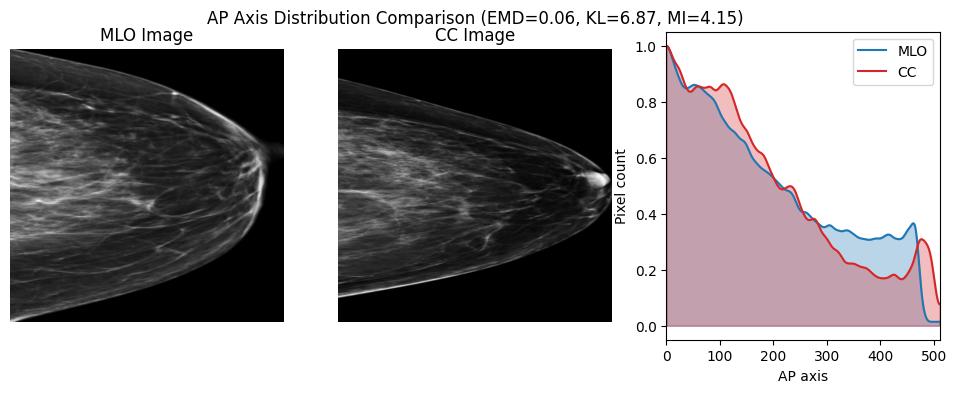 AP Axis Distribution Comparison (EMD=0.06, KL=6.87, MI=4.15)
MLO Image
CC Image
MLO
CC
Pixel count
1.0
0.8
0.6
0.4
0.2
0.0
0 100 200 300 400 500
AP axis